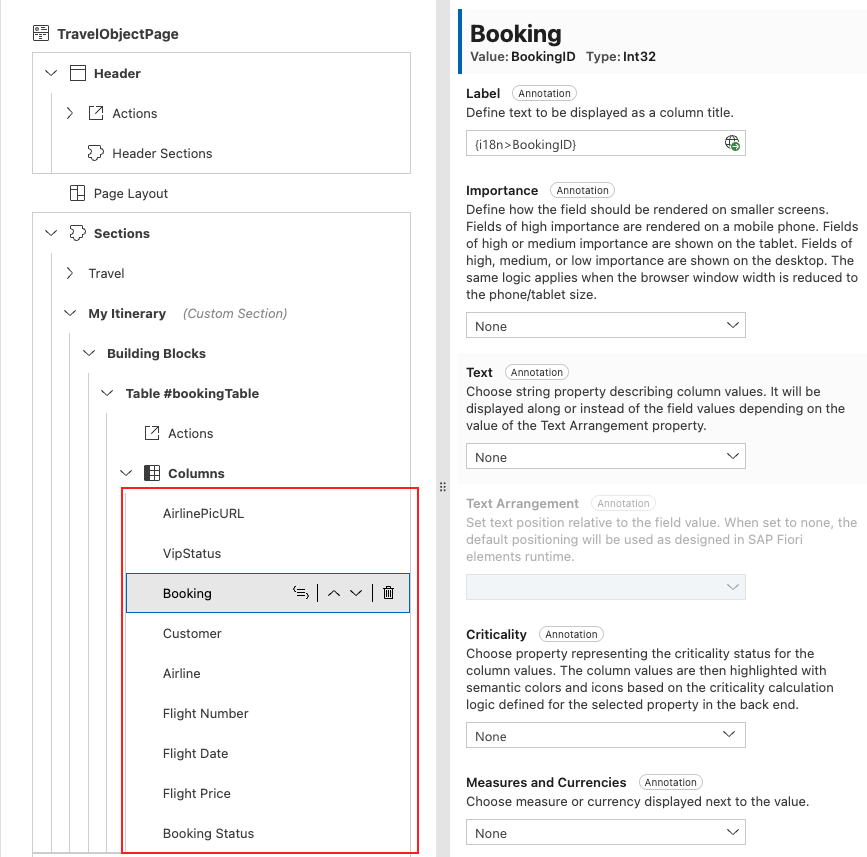 TravelObjectPage
Header
Actions
Header Sections
Page Layout
Sections
Travel
My Itinerary (Custom Section)
Building Blocks
Table #bookingTable
Actions
Columns
AirlinePicURL
VipStatus
Booking
Customer
Airline
Flight Number
Flight Date
Flight Price
Booking Status
Booking
Value: BookingID Type: Int32
Label Annotation
Define text to be displayed as a column title.
{i18n>BookingID}
Importance Annotation
Define how the field should be rendered on smaller screens.
Fields of high importance are rendered on a mobile phone. Fields
of high or medium importance are shown on the tablet. Fields of
high, medium, or low importance are shown on the desktop. The
same logic applies when the browser window width is reduced to
the phone/tablet size.
None
Text Annotation
Choose string property describing column values. It will be
displayed along or instead of the field values depending on the
value of the Text Arrangement property.
None
Text Arrangement Annotation
Set text position relative to the field value. When set to none, the
default positioning will be used as designed in SAP Fiori
elements runtime.
Criticality Annotation
Choose property representing the criticality status for the
column values. The column values are then highlighted with
semantic colors and icons based on the criticality calculation
logic defined for the selected property in the back end.
None
Measures and Currencies Annotation
Choose measure or currency displayed next to the value.
None